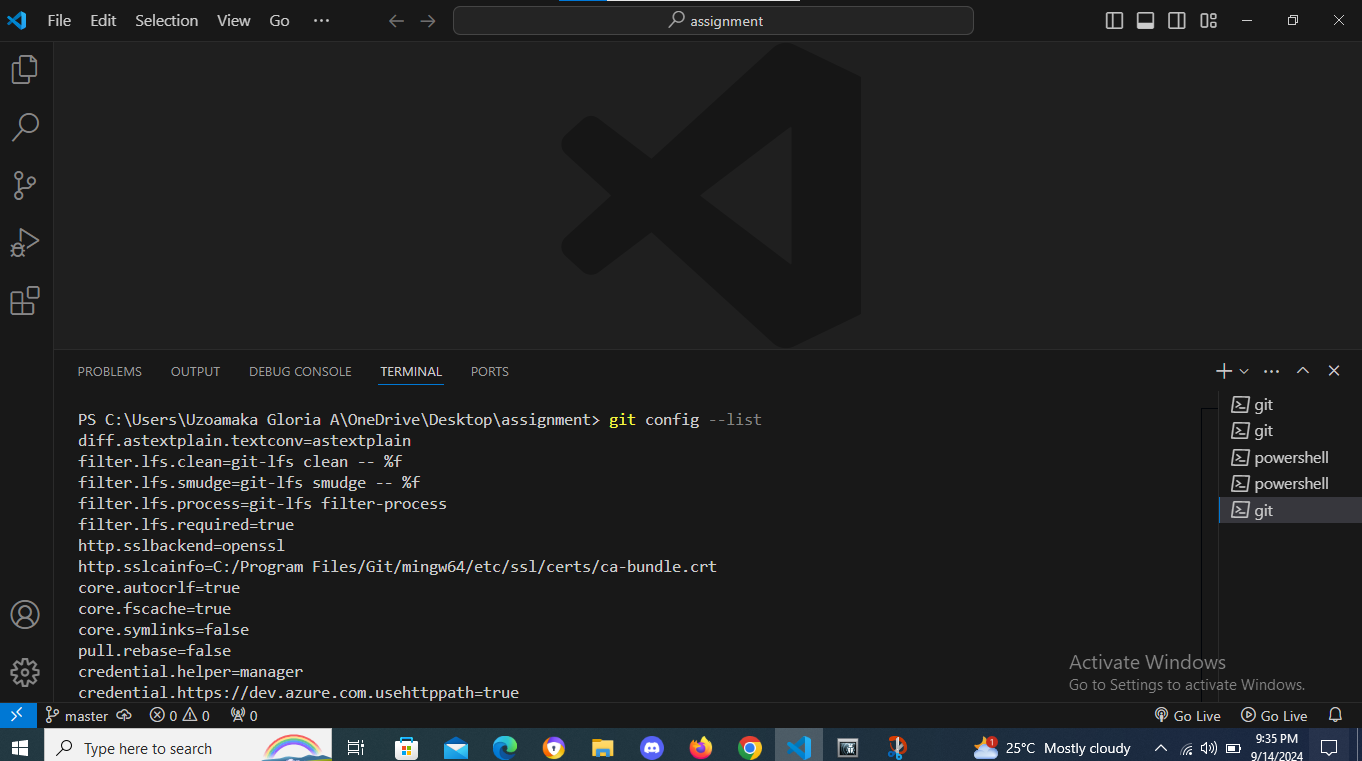 File Edit Selection View Go ···
assignment
PROBLEMS OUTPUT DEBUG CONSOLE TERMINAL PORTS
PS C:\Users\Uzoamaka Gloria A\OneDrive\Desktop\assignment> git config --list
diff.astextplain.textconv=astextplain
filter.lfs.clean=git-lfs clean -- %f
filter.lfs.smudge=git-lfs smudge -- %f
filter.lfs.process=git-lfs filter-process
filter.lfs.required=true
http.sslbackend=openssl
http.sslcainfo=C:/Program Files/Git/mingw64/etc/ssl/certs/ca-bundle.crt
core.autocrlf=true
core.fscache=true
core.symlinks=false
pull.rebase=false
credential.helper=manager
credential.https://dev.azure.com.usehttppath=true
git
git
powershell
powershell
git
Activate Windows
Go to Settings to activate Windows.
master 0 0 0 Go Live Go Live
Type here to search 1 25°C Mostly cloudy 9:35 PM
9/14/2024